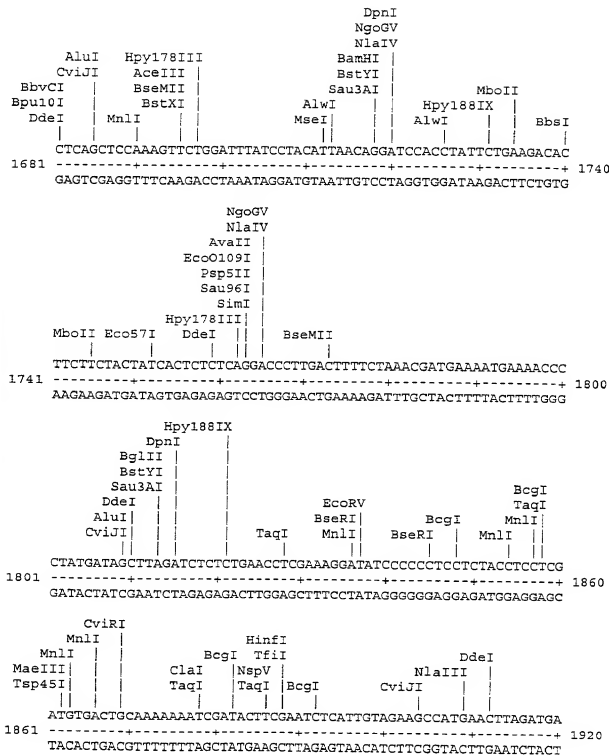 DpnI
NgoGV
AluI Hpy178III NlaIV
CviJI AceIII BamHI
BbvCI BseMII BstYI MboII
Bpu10I BstXI Sau3AI Hpy188IX
DdeI MnlI AlwI MseI AlwI BbsI
CTCAGCTCCAAAGTTCTGGATTTATCCTACATTAACAGGATCCACCTATTCTGAAGACAC
1681 ---------+---------+---------+---------+---------+---------+ 1740
GAGTCGAGGTTTCAAGACCTAAATAGGATGTAATTGTCCTAGGTGGATAAGACTTCTGTG
NgoGV
NlaIV
AvaII
EcoO109I
Psp5II
Sau96I
SimI
Hpy178III
MboII Eco57I DdeI BseMII
TTCTTCTACTATCACTCTCTCAGGACCCTTGACTTTTCTAAACGATGAAAATGAAAACCC
1741 ---------+---------+---------+---------+---------+---------+ 1800
AAGAAGATGATAGTGAGAGAGTCCTGGGAACTGAAAAGATTTGCTACTTTTACTTTTGGG
Hpy188IX
DpnI
BglII
BstYI
Sau3AI
DdeI EcoRV BcgI
AluI BseRI BcgI TaqI
CviJI TaqI MnlI BseRI MnlI MnlI
CTATGATAGCTTAGATCTCTCTGAACCTCGAAAGGATATCCCCCCTCCTCTACCTCCTCG
1801 ---------+---------+---------+---------+---------+---------+ 1860
GATACTATCGAATCTAGAGAGACTTGGAGCTTTCCTATAGGGGGGAGGAGATGGAGGAGC
CviRI
MnlI HinfI
MnlI BcgI TfiI DdeI
MaeIII ClaI NspV NlaIII
Tsp45I TaqI TaqI BcgI CviJI
ATGTGACTGCAAAAAAATCGATACTTCGAATCTCATTGTAGAAGCCATGAACTTAGATGA
1861 ---------+---------+---------+---------+---------+---------+ 1920
TACACTGACGTTTTTTTAGCTATGAAGCTTAGAGTAACATCTTCGGTACTTGAATCTACT